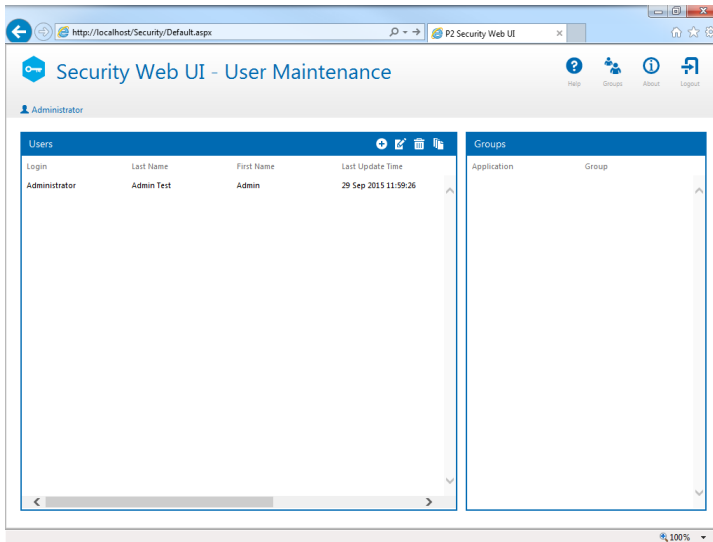 http://localhost/Security/Default.aspx
P2 Security Web UI
Security Web UI - User Maintenance
Help
Groups
About
Logout
Administrator
Users
Login Last Name First Name Last Update Time
Administrator Admin Test Admin 29 Sep 2015 11:59:26
Groups
Application Group
100%